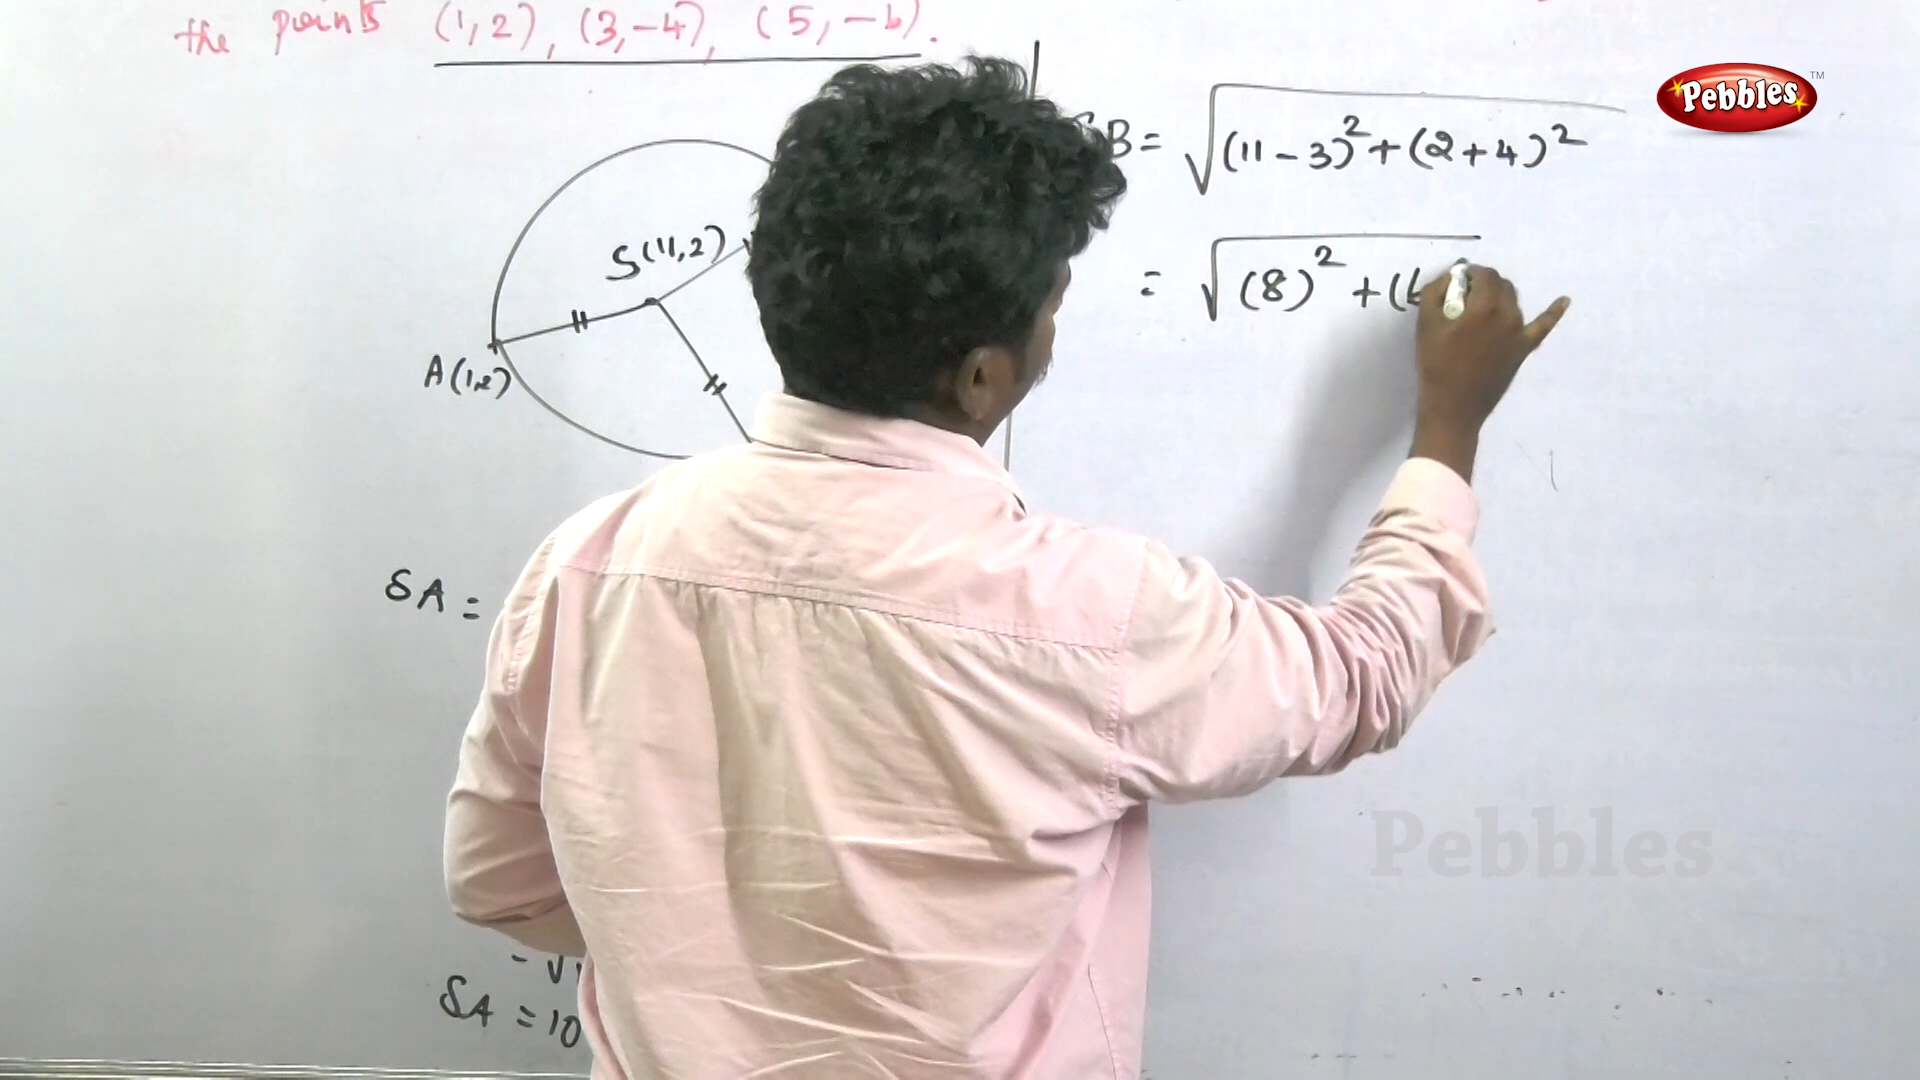 the points (1,2), (3,-4), (5,-6).
S(11,2)
A(1,2)
SA =
SA = 10
B = √(11-3)²+(2+4)²
= √(8)²+(6
Pebbles™
Pebbles